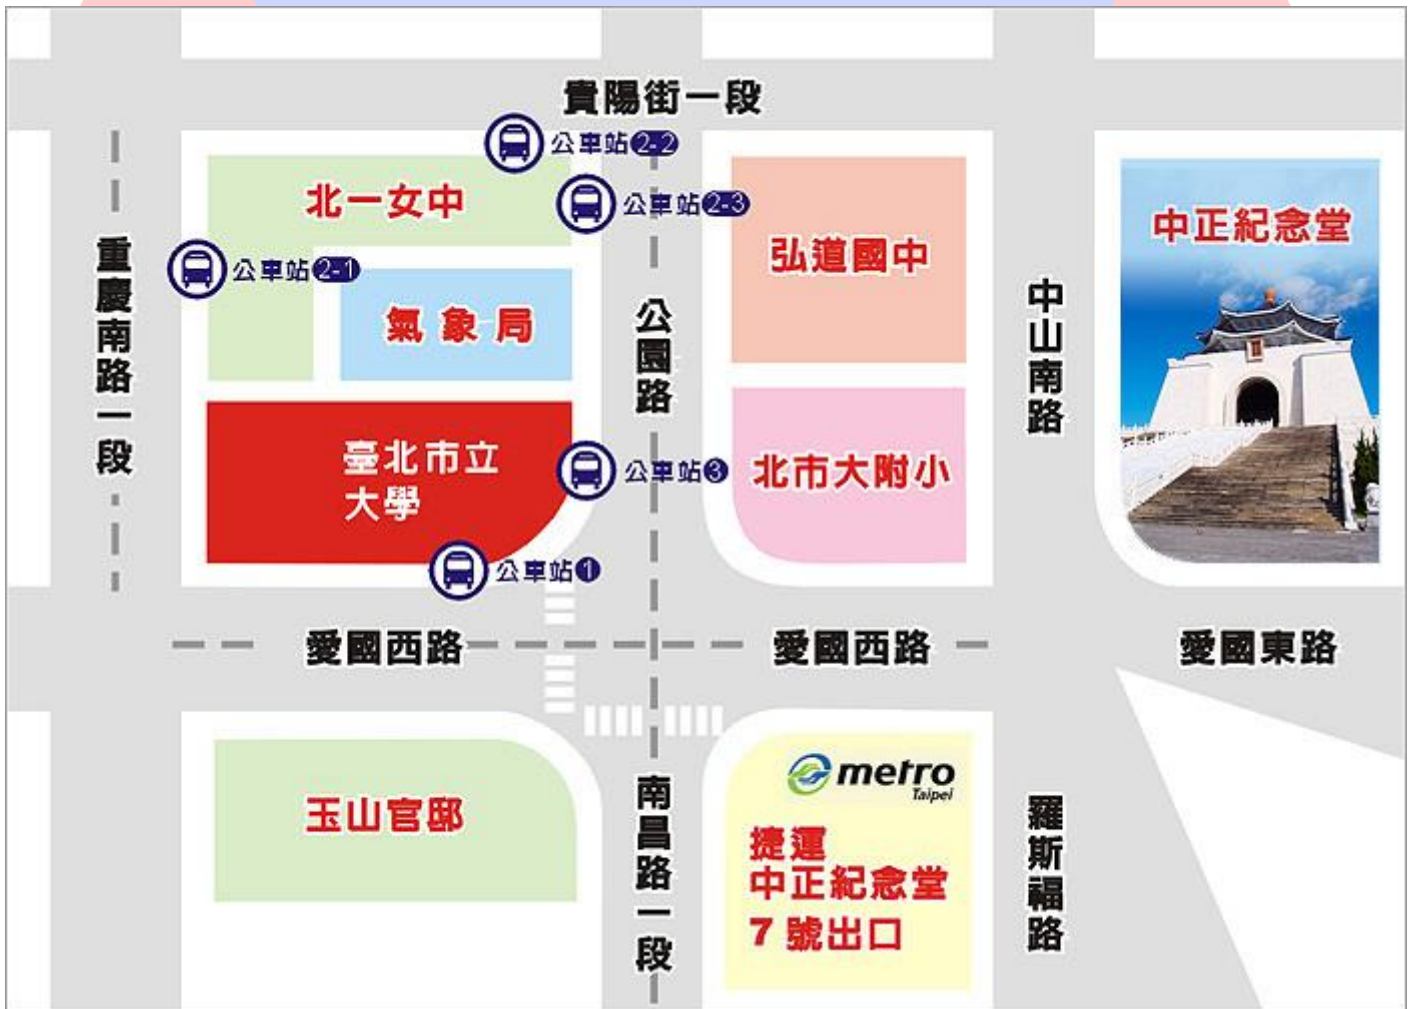 貴陽街一段
公車站2-2
北一女中
公車站2-3
弘道國中
中正紀念堂
公車站2-1
氣象局
重慶南路一段
公園路
中山南路
臺北市立
大學
公車站3
北市大附小
公車站1
愛國西路
愛國西路
愛國東路
metro
Taipei
玉山官邸
南昌路一段
捷運
中正紀念堂
7號出口
羅斯福路